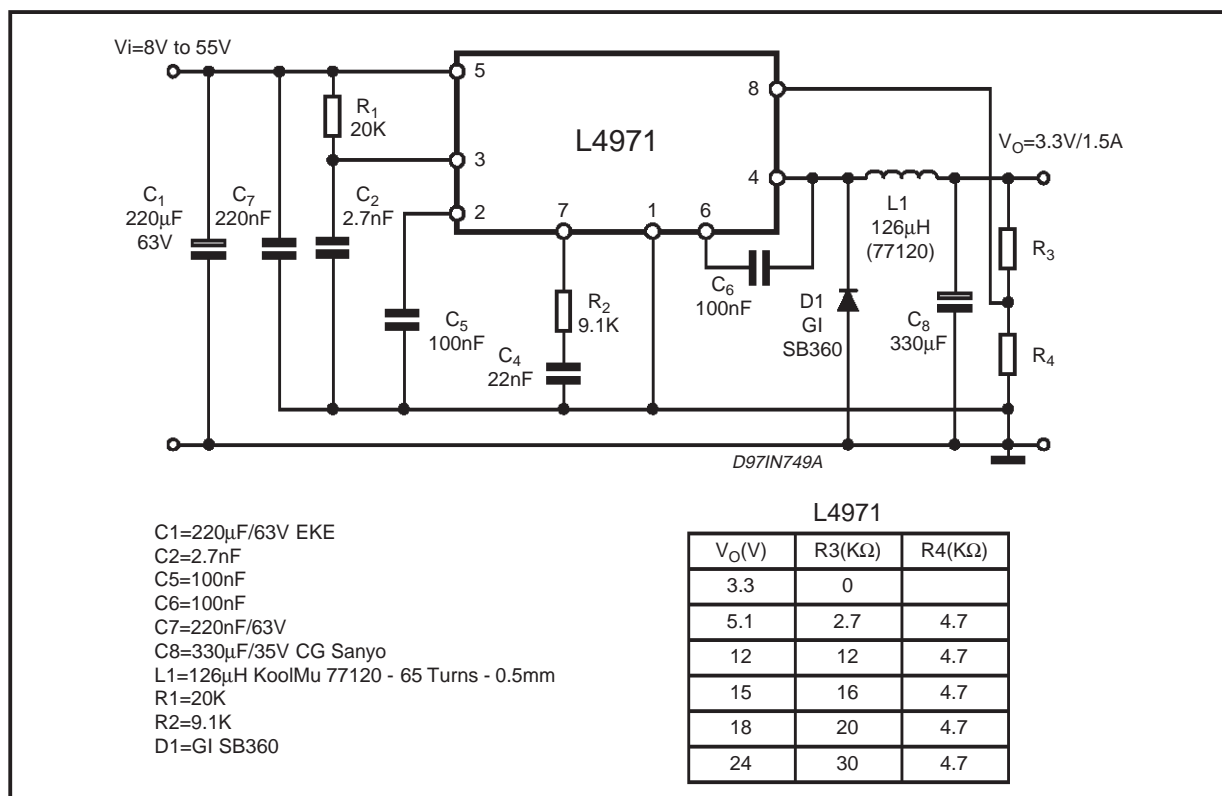 Vi=8V to 55V
5
8
R1
20K
L4971
VO=3.3V/1.5A
3
4
C1
220µF
63V
C7
220nF
C2
2.7nF
2
7
1
6
L1
126µH
(77120)
R3
C6
100nF
R2
9.1K
D1
GI
SB360
C8
330µF
C5
100nF
C4
22nF
R4
D97IN749A
C1=220µF/63V EKE
C2=2.7nF
C5=100nF
C6=100nF
C7=220nF/63V
C8=330µF/35V CG Sanyo
L1=126µH KoolMu 77120 - 65 Turns - 0.5mm
R1=20K
R2=9.1K
D1=GI SB360
L4971
VO(V) R3(KΩ) R4(KΩ)
3.3 0
5.1 2.7 4.7
12 12 4.7
15 16 4.7
18 20 4.7
24 30 4.7